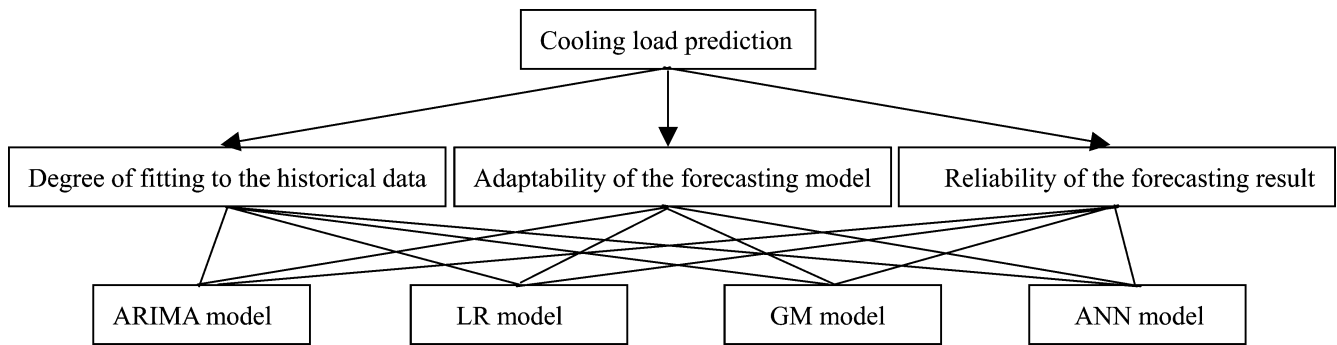 Cooling load prediction
Degree of fitting to the historical data
Adaptability of the forecasting model
Reliability of the forecasting result
ARIMA model
LR model
GM model
ANN model